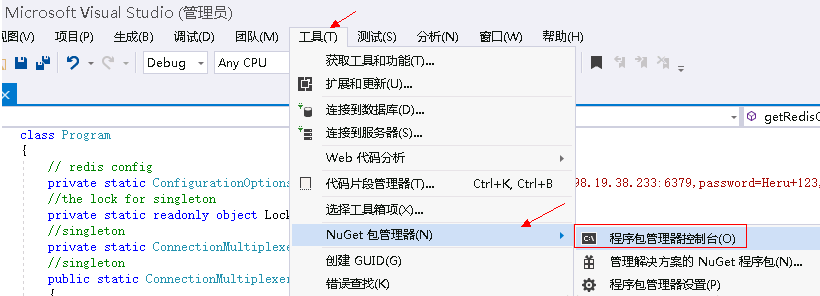 Microsoft Visual Studio (管理员)
视图(V) 项目(P) 生成(B) 调试(D) 团队(M) 工具(T) 测试(S) 分析(N) 窗口(W) 帮助(H)
Debug Any CPU
获取工具和功能(T)...
扩展和更新(U)...
连接到数据库(D)...
连接到服务器(S)...
Web 代码分析
代码片段管理器(T)... Ctrl+K, Ctrl+B
选择工具箱项(X)...
NuGet 包管理器(N)
创建 GUID(G)
错误查找(K)
程序包管理器控制台(O)
管理解决方案的 NuGet 程序包(N)...
程序包管理器设置(P)
getRedisC
class Program
{
// redis config
private static ConfigurationOptions 98.19.38.233:6379,password=Heru+123,
//the lock for singleton
private static readonly object Lock
//singleton
private static ConnectionMultiplexe
//singleton
public static ConnectionMultiplexer
{